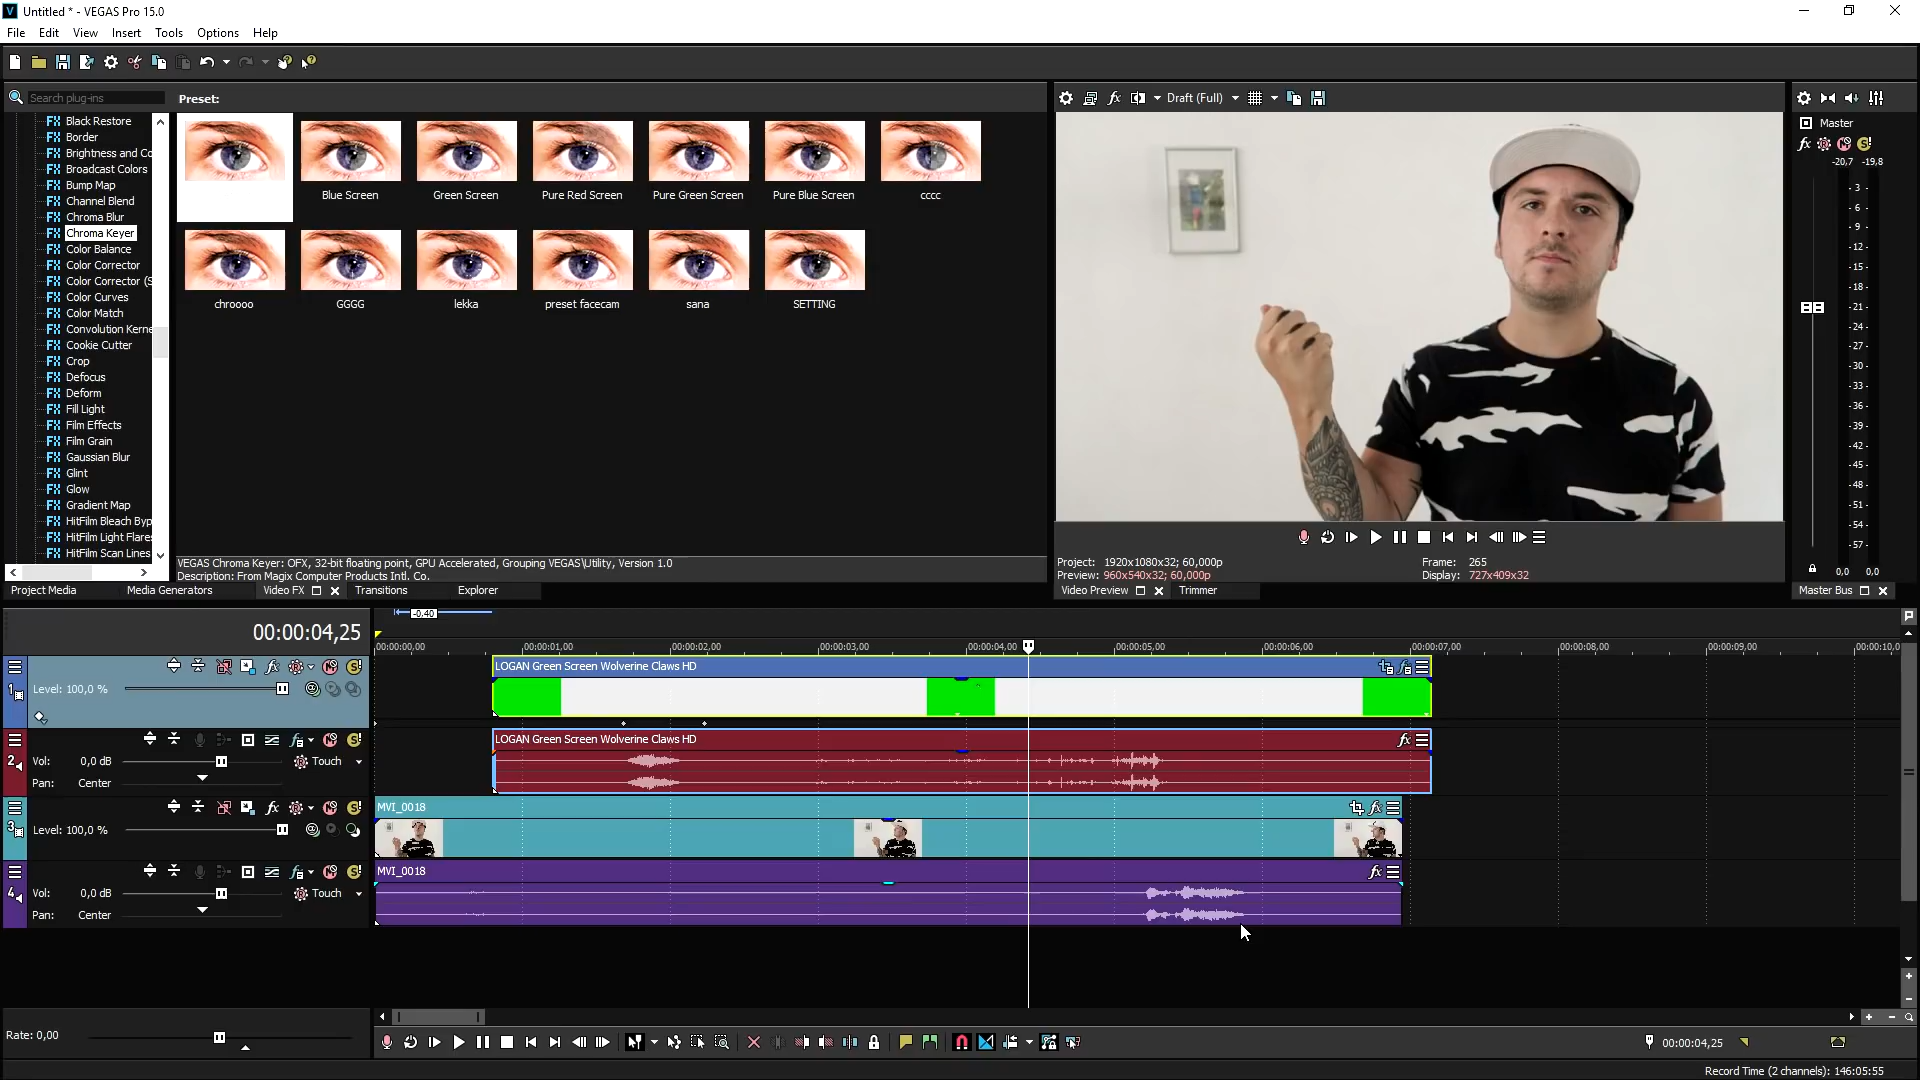 Untitled * - VEGAS Pro 15.0
File Edit View Insert Tools Options Help
Search plug-ins
Preset:
Black Restore
Border
Brightness and Co
Broadcast Colors
Bump Map
Channel Blend
Chroma Blur
Chroma Keyer
Color Balance
Color Corrector
Color Corrector (S
Color Curves
Color Match
Convolution Kerne
Cookie Cutter
Crop
Defocus
Deform
Fill Light
Film Effects
Film Grain
Gaussian Blur
Glint
Glow
Gradient Map
HitFilm Bleach Byp
HitFilm Light Flare
HitFilm Scan Lines
Blue Screen Green Screen Pure Red Screen Pure Green Screen Pure Blue Screen cccc
chroooo GGGG lekka preset facecam sana SETTING
VEGAS Chroma Keyer: OFX, 32-bit floating point, GPU Accelerated, Grouping VEGAS\Utility, Version 1.0
Description: From Magix Computer Products Intl. Co.
Project Media Media Generators Video FX Transitions Explorer
Draft (Full)
Project: 1920x1080x32; 60,000p
Preview: 960x540x32; 60,000p
Frame: 265
Display: 727x409x32
Video Preview Trimmer
Master
-20,7 -19,8
3 -
6 -
9 -
12 -
15 -
18 -
21 -
24 -
27 -
30 -
33 -
36 -
39 -
42 -
45 -
48 -
51 -
54 -
57 -
0,0 0,0
Master Bus
-0.40
00:00:04,25
00:00:00,00 00:00:01,00 00:00:02,00 00:00:03,00 00:00:04,00 00:00:05,00 00:00:06,00 00:00:07,00 00:00:08,00 00:00:09,00 00:00:10,0
1
Level: 100,0 %
LOGAN Green Screen Wolverine Claws HD
2
Vol: 0,0 dB Touch
Pan: Center
LOGAN Green Screen Wolverine Claws HD
3
Level: 100,0 %
MVI_0018
4
Vol: 0,0 dB Touch
Pan: Center
MVI_0018
Rate: 0,00
00:00:04,25
Record Time (2 channels): 146:05:55